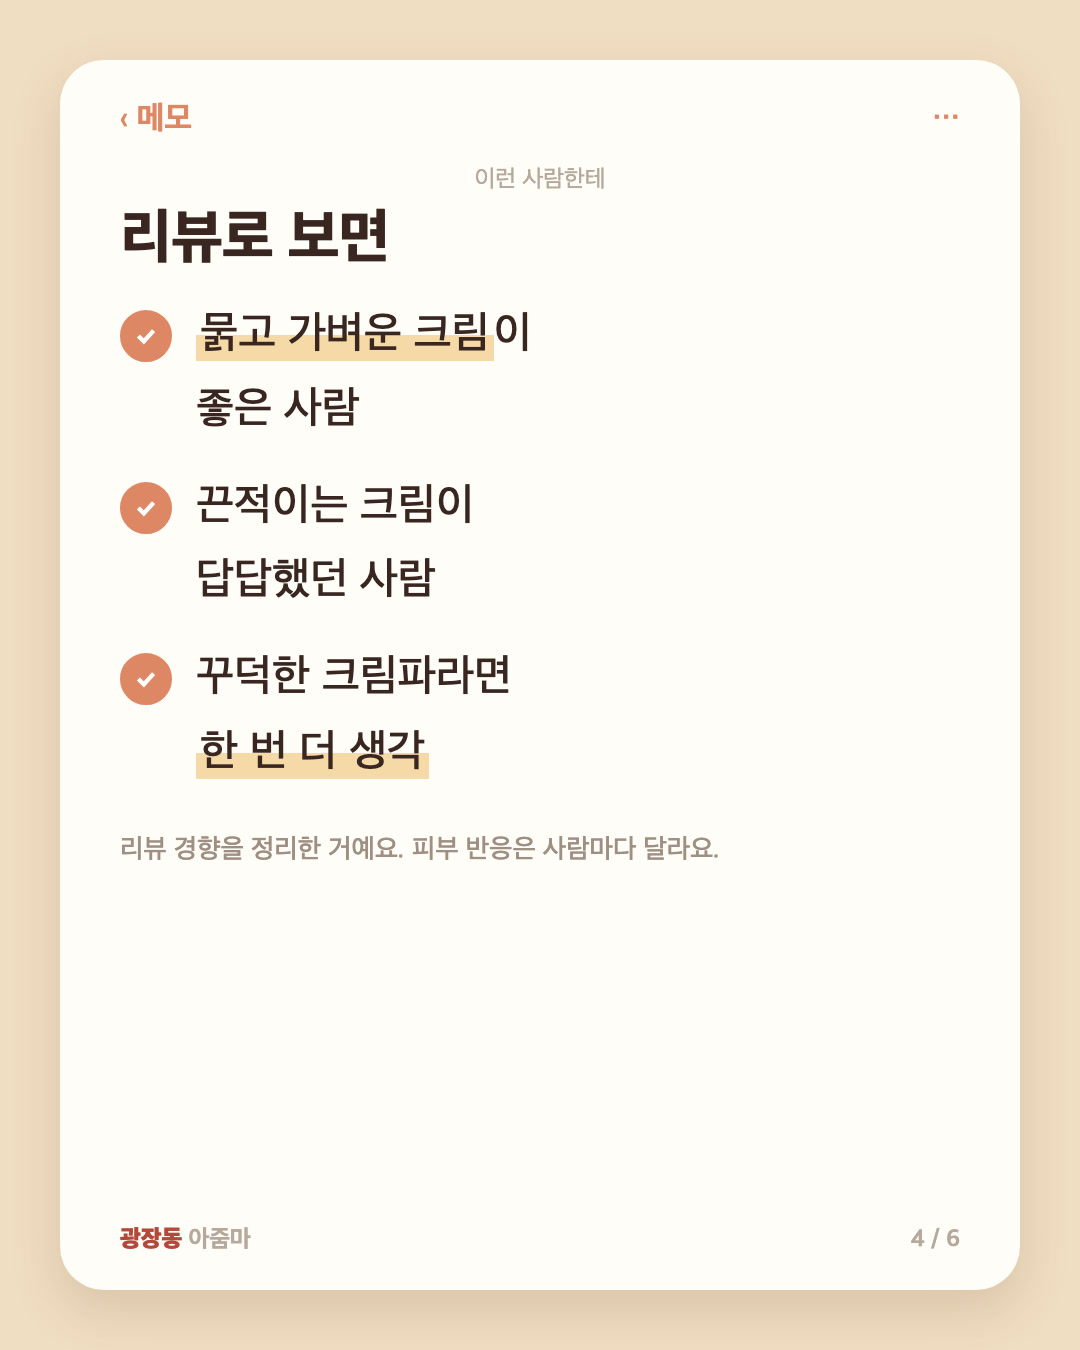 ‹ 메모
...
이런 사람한테
리뷰로 보면
묽고 가벼운 크림이
좋은 사람
끈적이는 크림이
답답했던 사람
꾸덕한 크림파라면
한 번 더 생각
리뷰 경향을 정리한 거예요. 피부 반응은 사람마다 달라요.
광장동 아줌마
4 / 6